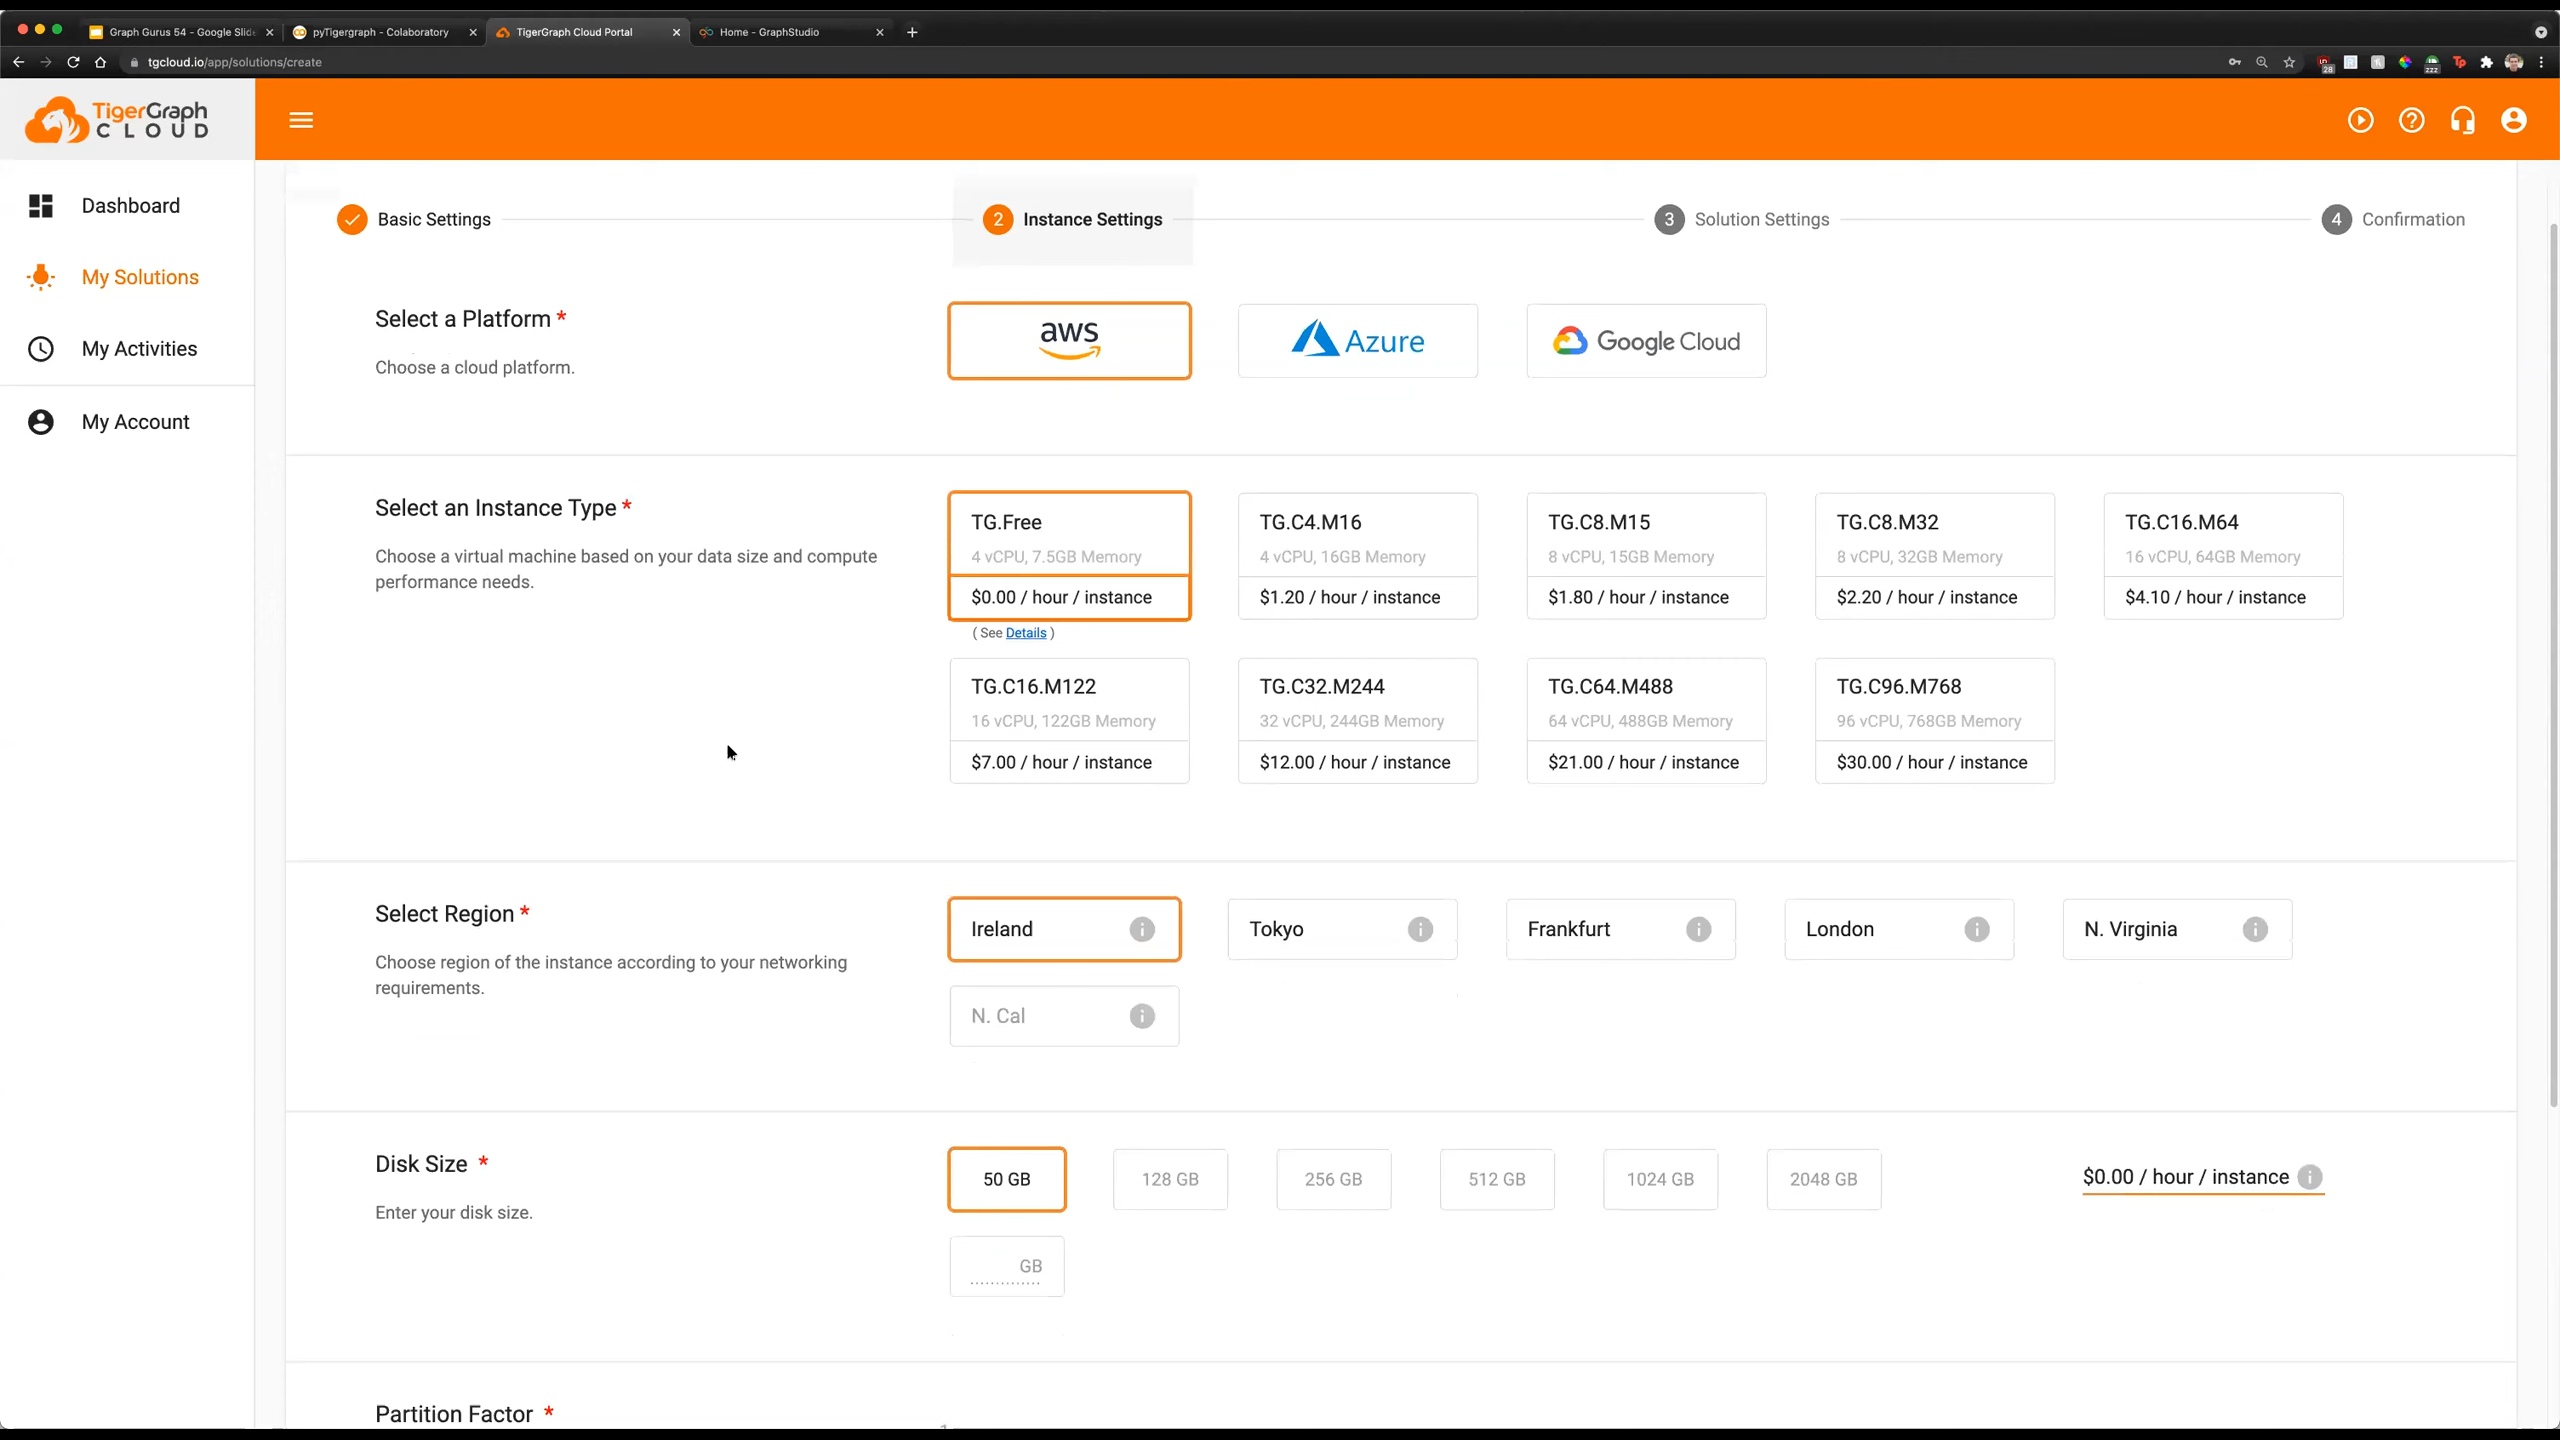 Graph Gurus 54 - Google Slide
pyTigergraph - Colaboratory
TigerGraph Cloud Portal
Home - GraphStudio
tgcloud.io/app/solutions/create
28
zzz
Tp
TigerGraph
CLOUD
Dashboard
My Solutions
My Activities
My Account
Basic Settings
2 Instance Settings
3 Solution Settings
4 Confirmation
Select a Platform *
Choose a cloud platform.
aws
Azure
Google Cloud
Select an Instance Type *
Choose a virtual machine based on your data size and compute
performance needs.
TG.Free
4 vCPU, 7.5GB Memory
$0.00 / hour / instance
( See Details )
TG.C4.M16
4 vCPU, 16GB Memory
$1.20 / hour / instance
TG.C8.M15
8 vCPU, 15GB Memory
$1.80 / hour / instance
TG.C8.M32
8 vCPU, 32GB Memory
$2.20 / hour / instance
TG.C16.M64
16 vCPU, 64GB Memory
$4.10 / hour / instance
TG.C16.M122
16 vCPU, 122GB Memory
$7.00 / hour / instance
TG.C32.M244
32 vCPU, 244GB Memory
$12.00 / hour / instance
TG.C64.M488
64 vCPU, 488GB Memory
$21.00 / hour / instance
TG.C96.M768
96 vCPU, 768GB Memory
$30.00 / hour / instance
Select Region *
Choose region of the instance according to your networking
requirements.
Ireland
Tokyo
Frankfurt
London
N. Virginia
N. Cal
Disk Size *
Enter your disk size.
50 GB
128 GB
256 GB
512 GB
1024 GB
2048 GB
$0.00 / hour / instance
GB
Partition Factor *